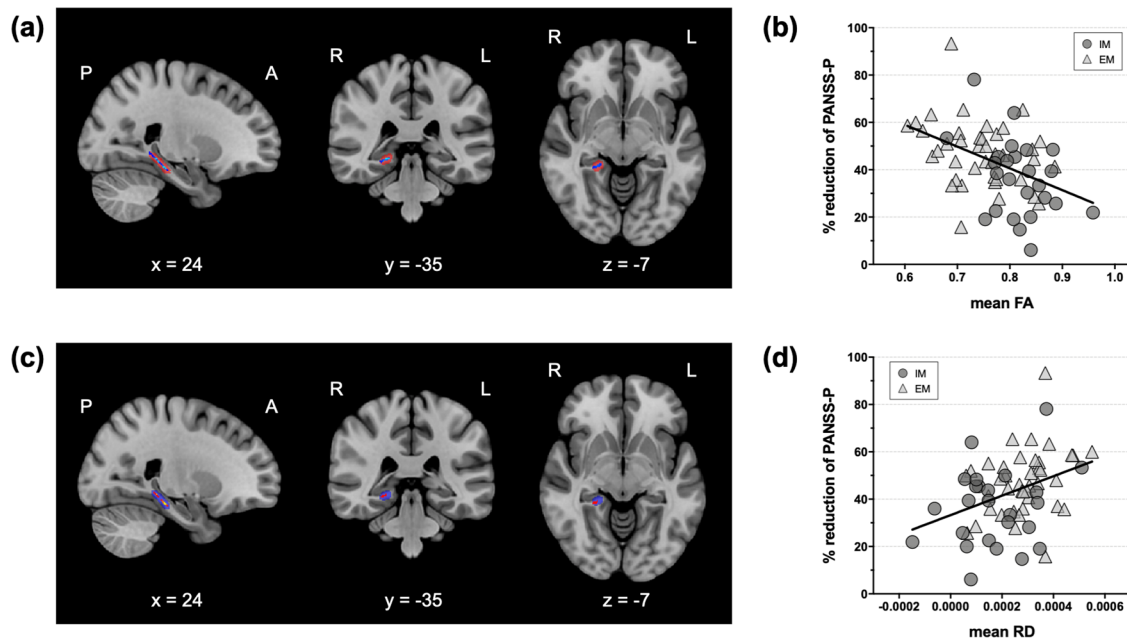 (a)
R L R L
P A
x = 24 y = -35 z = -7
(b)
100
80
60
40
20
0
% reduction of PANSS-P
IM
EM
0.6 0.7 0.8 0.9 1.0
mean FA
(c)
R L R L
P A
x = 24 y = -35 z = -7
(d)
100
80
60
40
20
0
% reduction of PANSS-P
IM
EM
-0.0002 0.0000 0.0002 0.0004 0.0006
mean RD